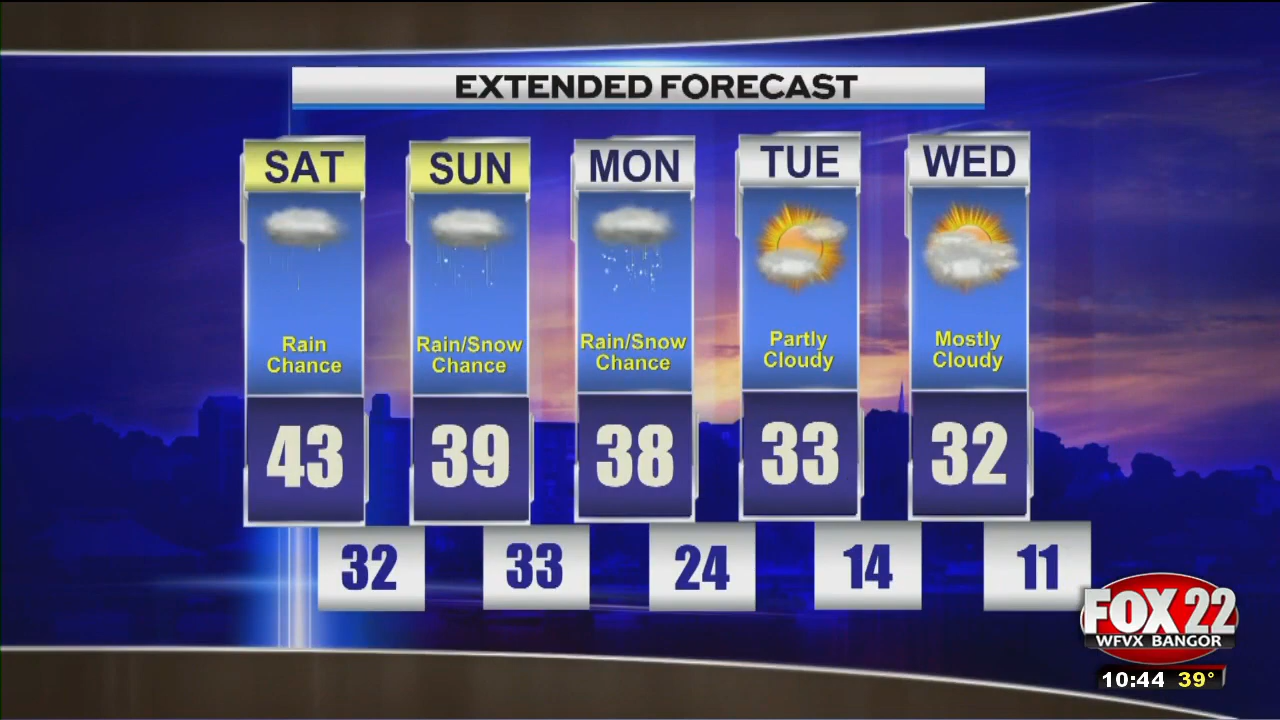 EXTENDED FORECAST
SAT
SUN
MON
TUE
WED
Rain
Chance
Rain/Snow
Chance
Rain/Snow
Chance
Partly
Cloudy
Mostly
Cloudy
43
39
38
33
32
32
33
24
14
11
FOX 22
WFVX BANGOR
10:44 39°